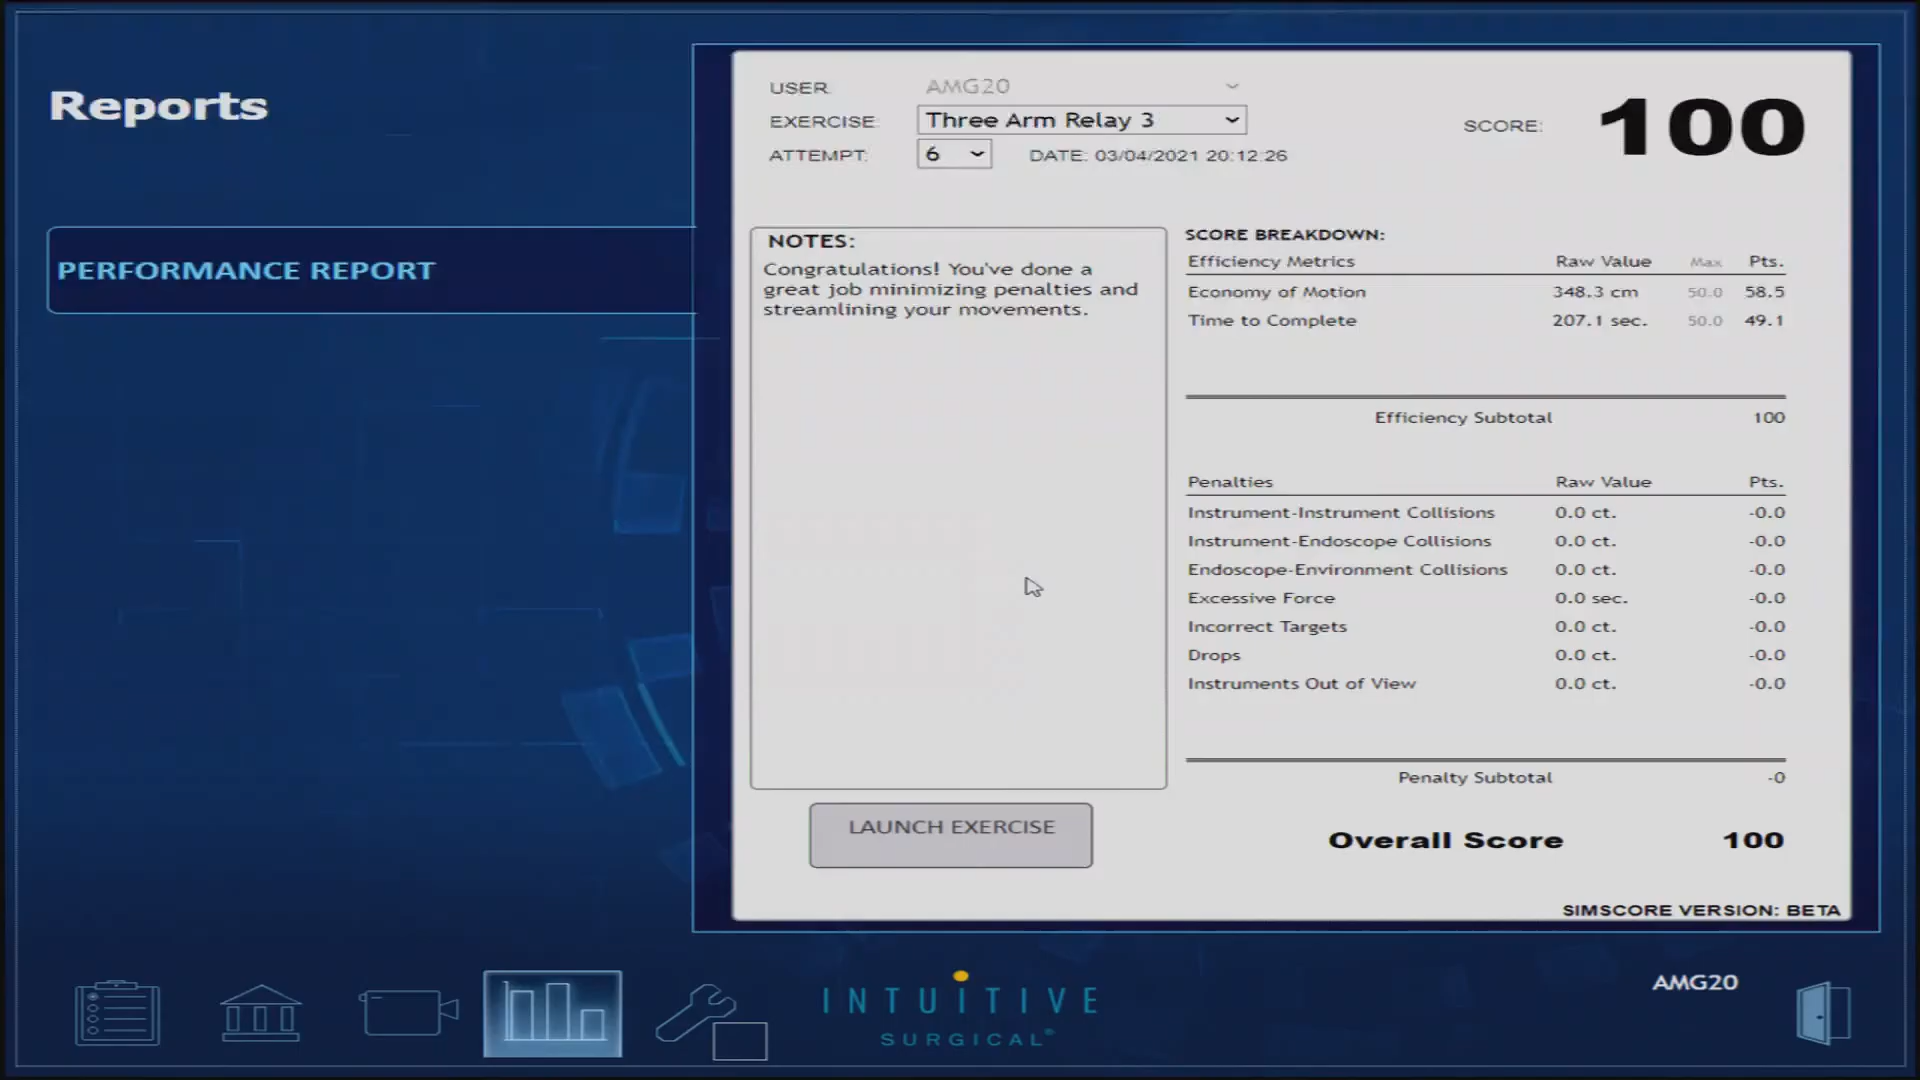 Reports
PERFORMANCE REPORT
USER: AMG20
EXERCISE: Three Arm Relay 3
ATTEMPT: 6 DATE: 03/04/2021 20:12:26
SCORE: 100
NOTES:
Congratulations! You've done a
great job minimizing penalties and
streamlining your movements.
LAUNCH EXERCISE
SCORE BREAKDOWN:
Efficiency Metrics Raw Value Max Pts.
Economy of Motion 348.3 cm 50.0 58.5
Time to Complete 207.1 sec. 50.0 49.1
Efficiency Subtotal 100
Penalties Raw Value Pts.
Instrument-Instrument Collisions 0.0 ct. -0.0
Instrument-Endoscope Collisions 0.0 ct. -0.0
Endoscope-Environment Collisions 0.0 ct. -0.0
Excessive Force 0.0 sec. -0.0
Incorrect Targets 0.0 ct. -0.0
Drops 0.0 ct. -0.0
Instruments Out of View 0.0 ct. -0.0
Penalty Subtotal -0
Overall Score 100
SIMSCORE VERSION: BETA
INTUITIVE
SURGICAL®
AMG20